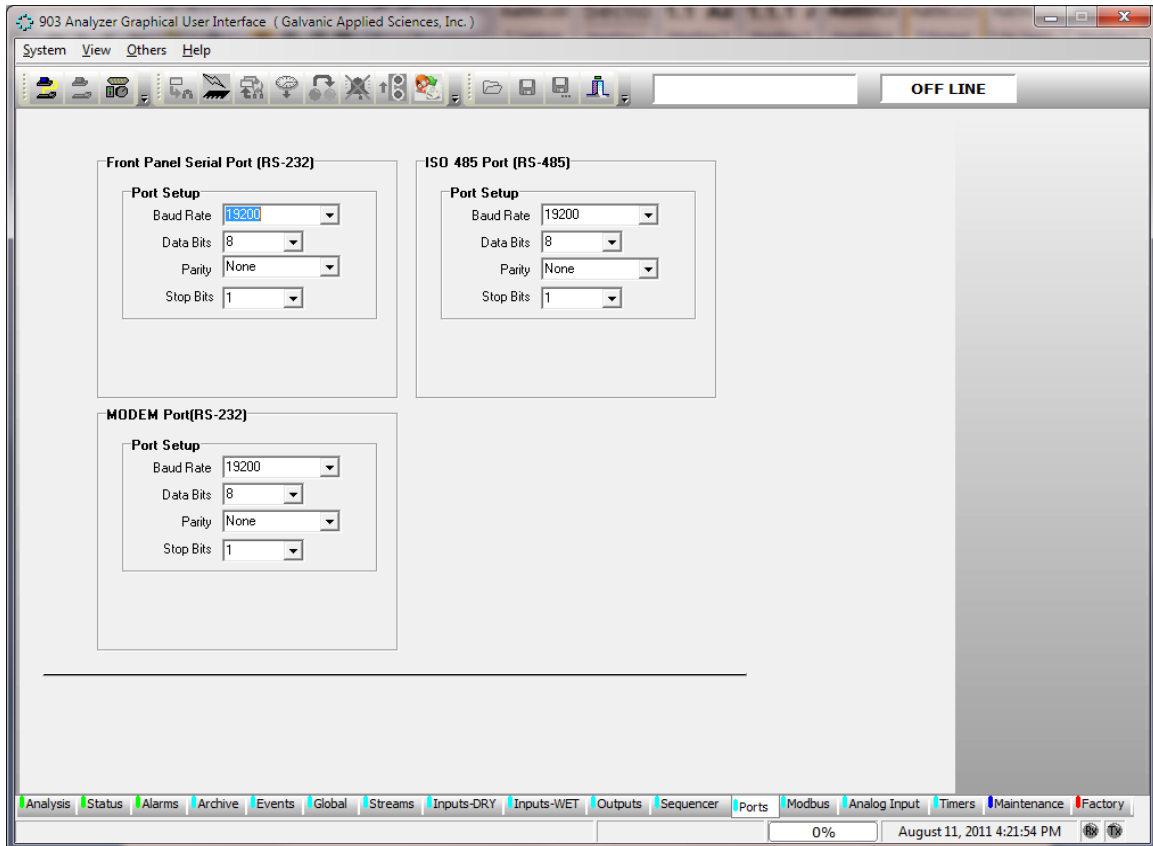 903 Analyzer Graphical User Interface ( Galvanic Applied Sciences, Inc. )
System View Others Help
OFF LINE
Front Panel Serial Port (RS-232)
Port Setup
Baud Rate 19200
Data Bits 8
Parity None
Stop Bits 1
ISO 485 Port (RS-485)
Port Setup
Baud Rate 19200
Data Bits 8
Parity None
Stop Bits 1
MODEM Port(RS-232)
Port Setup
Baud Rate 19200
Data Bits 8
Parity None
Stop Bits 1
Analysis Status Alarms Archive Events Global Streams Inputs-DRY Inputs-WET Outputs Sequencer Ports Modbus Analog Input Timers Maintenance Factory
0% August 11, 2011 4:21:54 PM RX TX